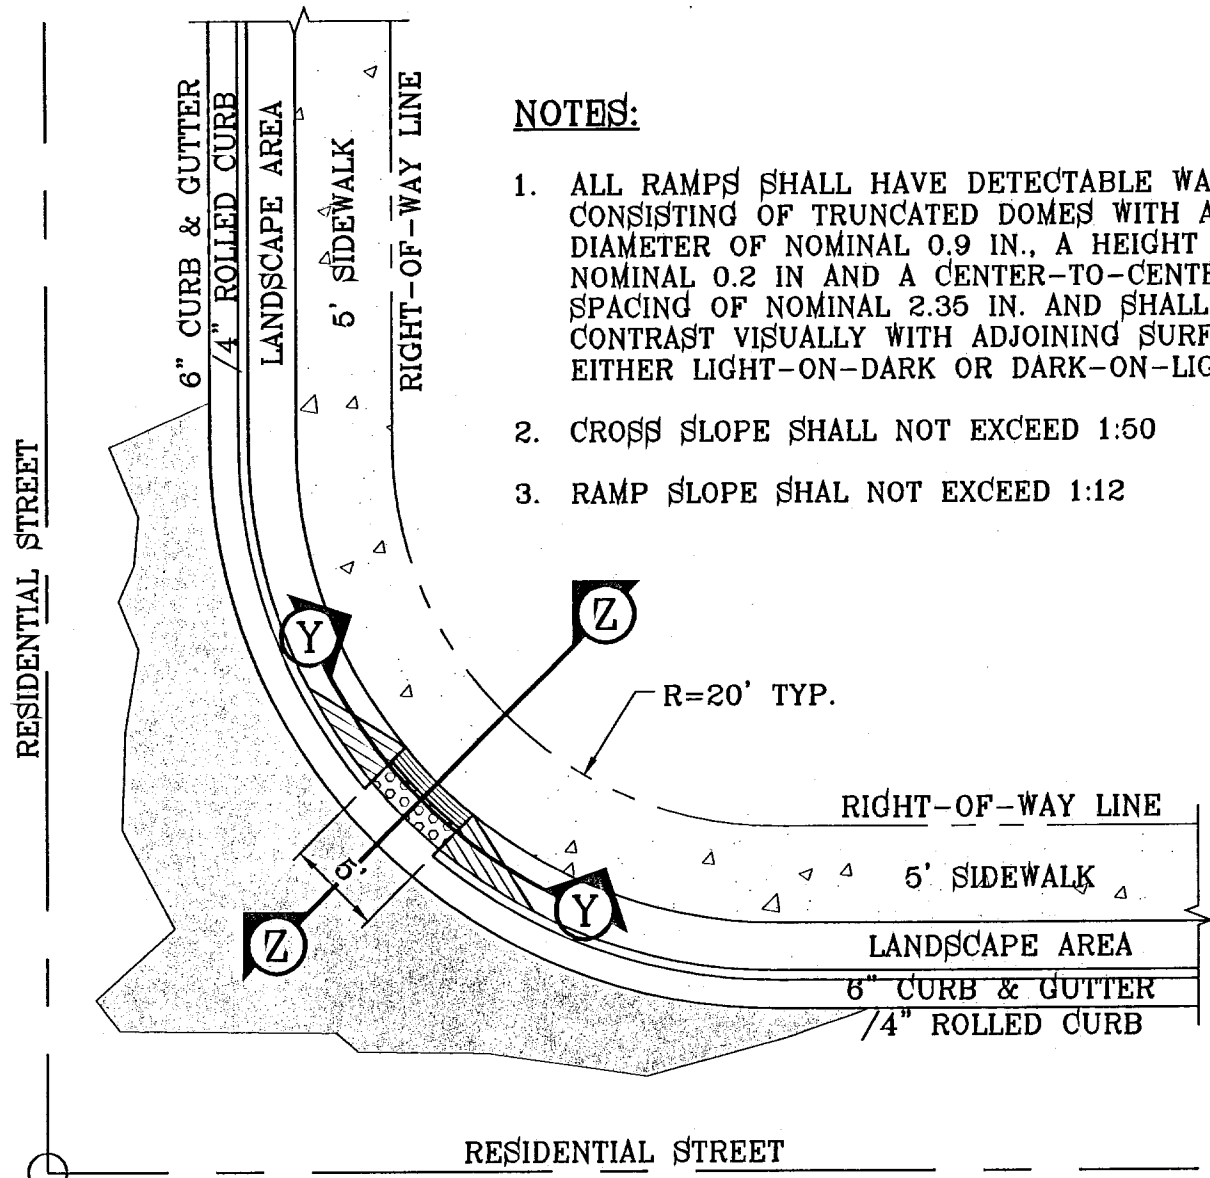 NOTES:
1. ALL RAMPS SHALL HAVE DETECTABLE WA
CONSISTING OF TRUNCATED DOMES WITH A
DIAMETER OF NOMINAL 0.9 IN., A HEIGHT
NOMINAL 0.2 IN AND A CENTER-TO-CENTE
SPACING OF NOMINAL 2.35 IN. AND SHALL
CONTRAST VISUALLY WITH ADJOINING SURF
EITHER LIGHT-ON-DARK OR DARK-ON-LIG
2. CROSS SLOPE SHALL NOT EXCEED 1:50
3. RAMP SLOPE SHAL NOT EXCEED 1:12
6" CURB & GUTTER
/4" ROLLED CURB
LANDSCAPE AREA
5' SIDEWALK
RIGHT-OF-WAY LINE
RESIDENTIAL STREET
Y
Z
R=20' TYP.
5'
Z
Y
RIGHT-OF-WAY LINE
5' SIDEWALK
LANDSCAPE AREA
6" CURB & GUTTER
/4" ROLLED CURB
RESIDENTIAL STREET